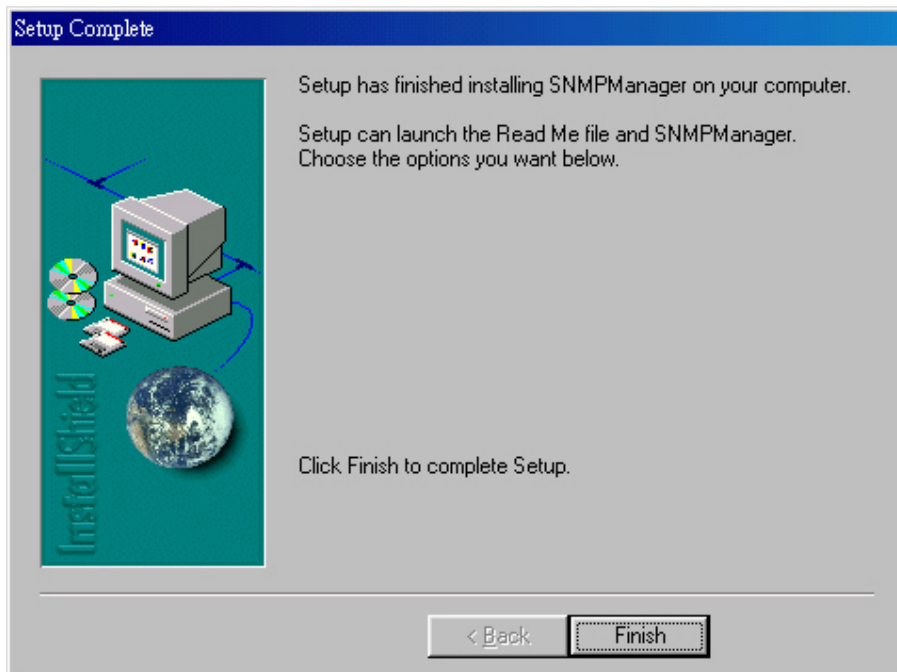 Setup Complete
Setup has finished installing SNMPManager on your computer.
Setup can launch the Read Me file and SNMPManager.
Choose the options you want below.
InstallShield
Click Finish to complete Setup.
< Back
Finish